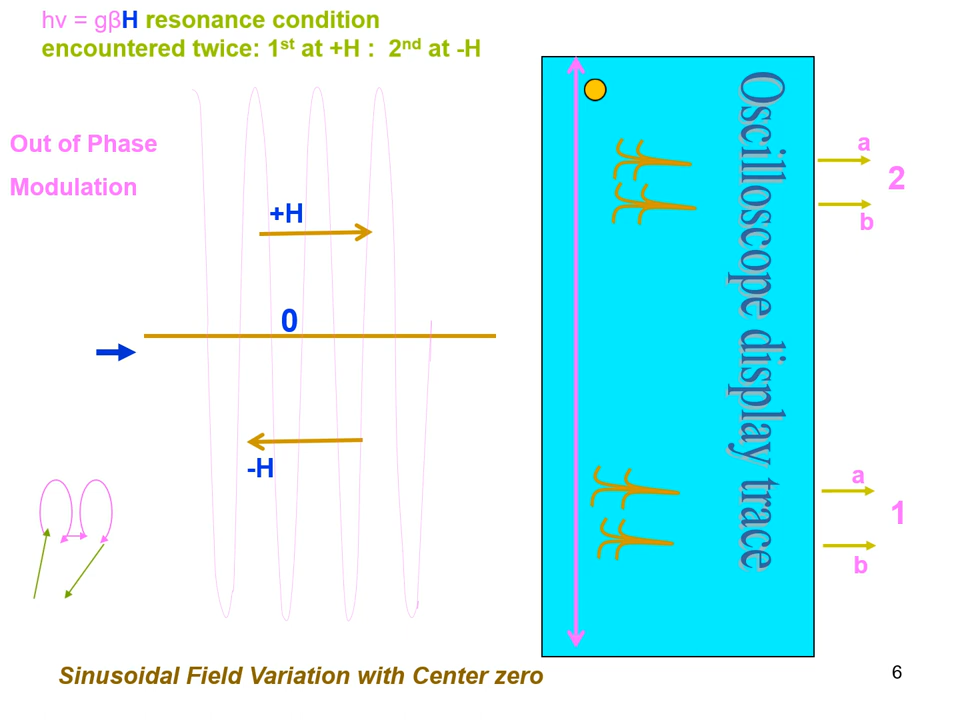 hν = gβH resonance condition
encountered twice: 1st at +H : 2nd at -H
Out of Phase
Modulation
+H
0
-H
Oscilloscope display trace
a
2
b
a
1
b
Sinusoidal Field Variation with Center zero
6